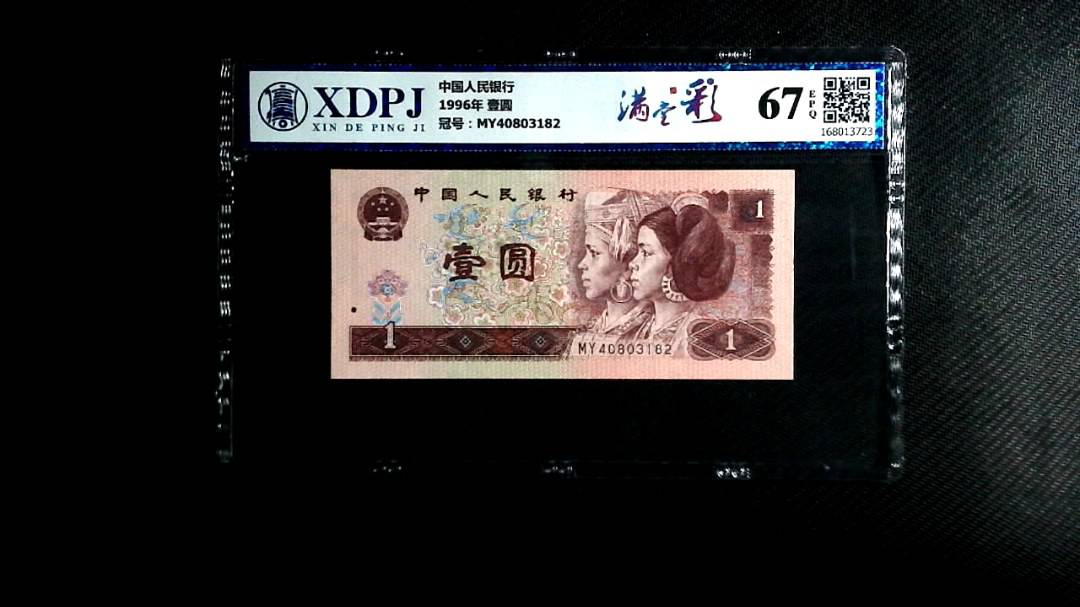 XDPJ
XIN DE PING JI
中国人民银行
1996年 壹圆
冠号：MY40803182
满堂彩
67
EPQ
168013723
中国人民银行
1
壹圆
1
1
MY40803182